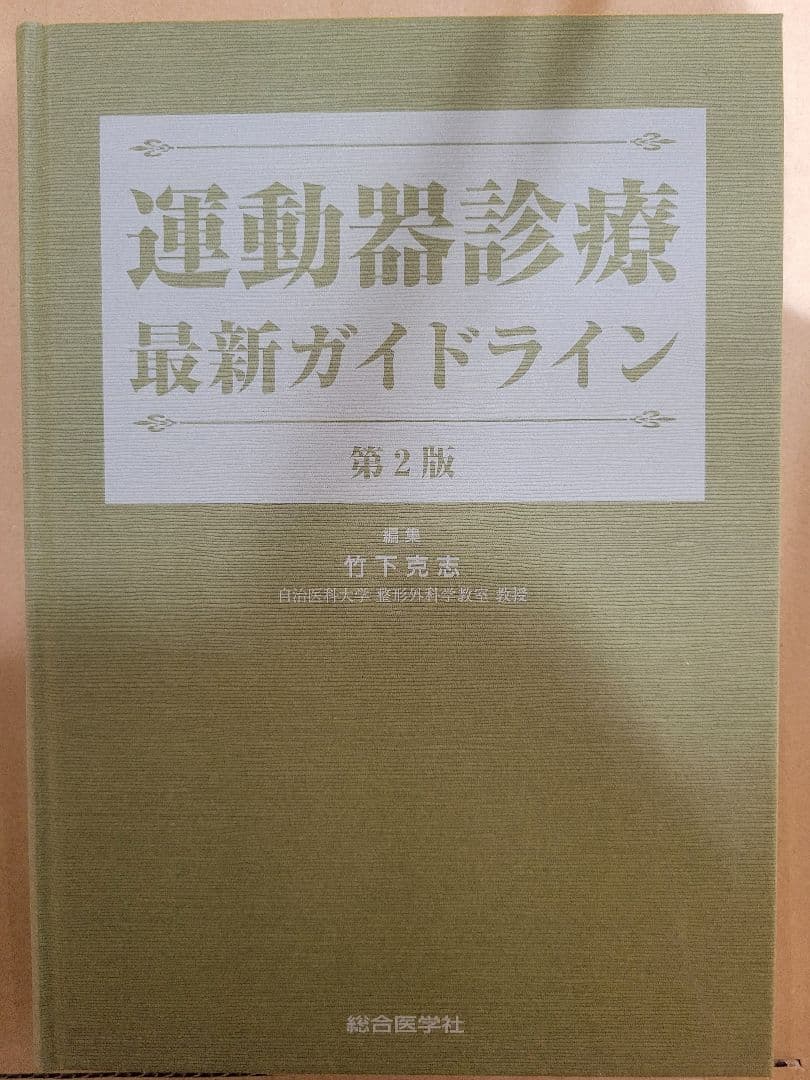 運動器診療
最新ガイドライン
第2版
編集
竹下克志
自治医科大学 整形外科学教室 教授
総合医学社